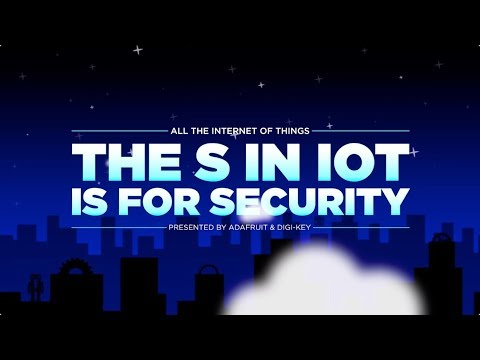 ALL THE INTERNET OF THINGS
THE S IN IOT
IS FOR SECURITY
PRESENTED BY ADAFRUIT & DIGI-KEY